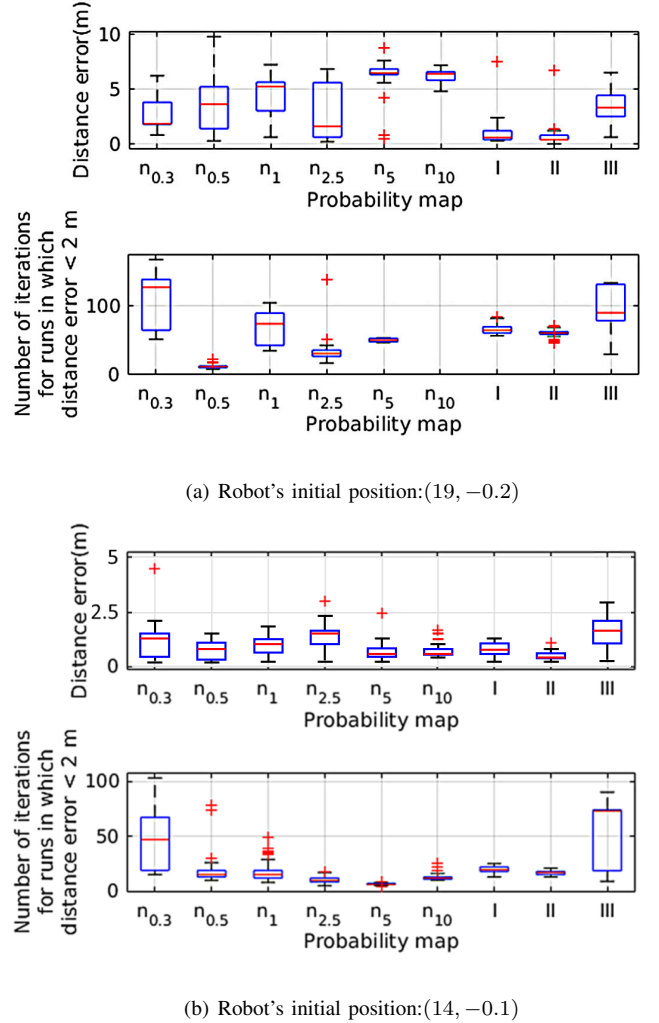 Distance error(m)
10
5
0
n0.3 n0.5 n1 n2.5 n5 n10 I II III
Probability map
Number of iterations
for runs in which
distance error < 2 m
100
0
n0.3 n0.5 n1 n2.5 n5 n10 I II III
Probability map
(a) Robot's initial position:(19, −0.2)
Distance error(m)
5
2.5
0
n0.3 n0.5 n1 n2.5 n5 n10 I II III
Probability map
Number of iterations
for runs in which
distance error < 2 m
100
50
0
n0.3 n0.5 n1 n2.5 n5 n10 I II III
Probability map
(b) Robot's initial position:(14, −0.1)